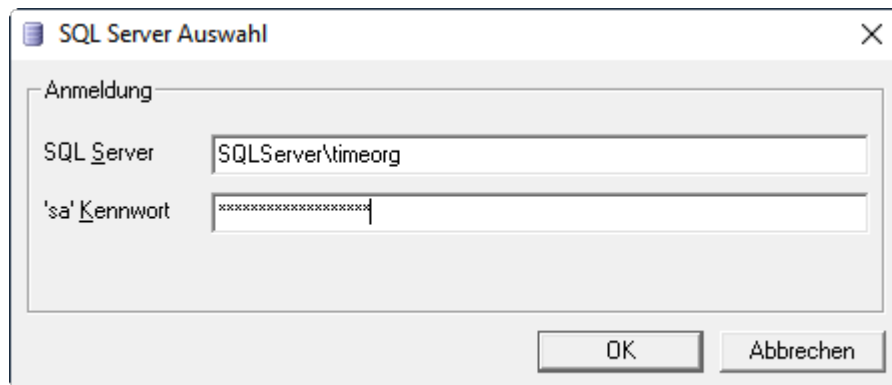 SQL Server Auswahl
Anmeldung
SQL Server
SQLServer\timeorg
'sa' Kennwort
*******************
OK
Abbrechen